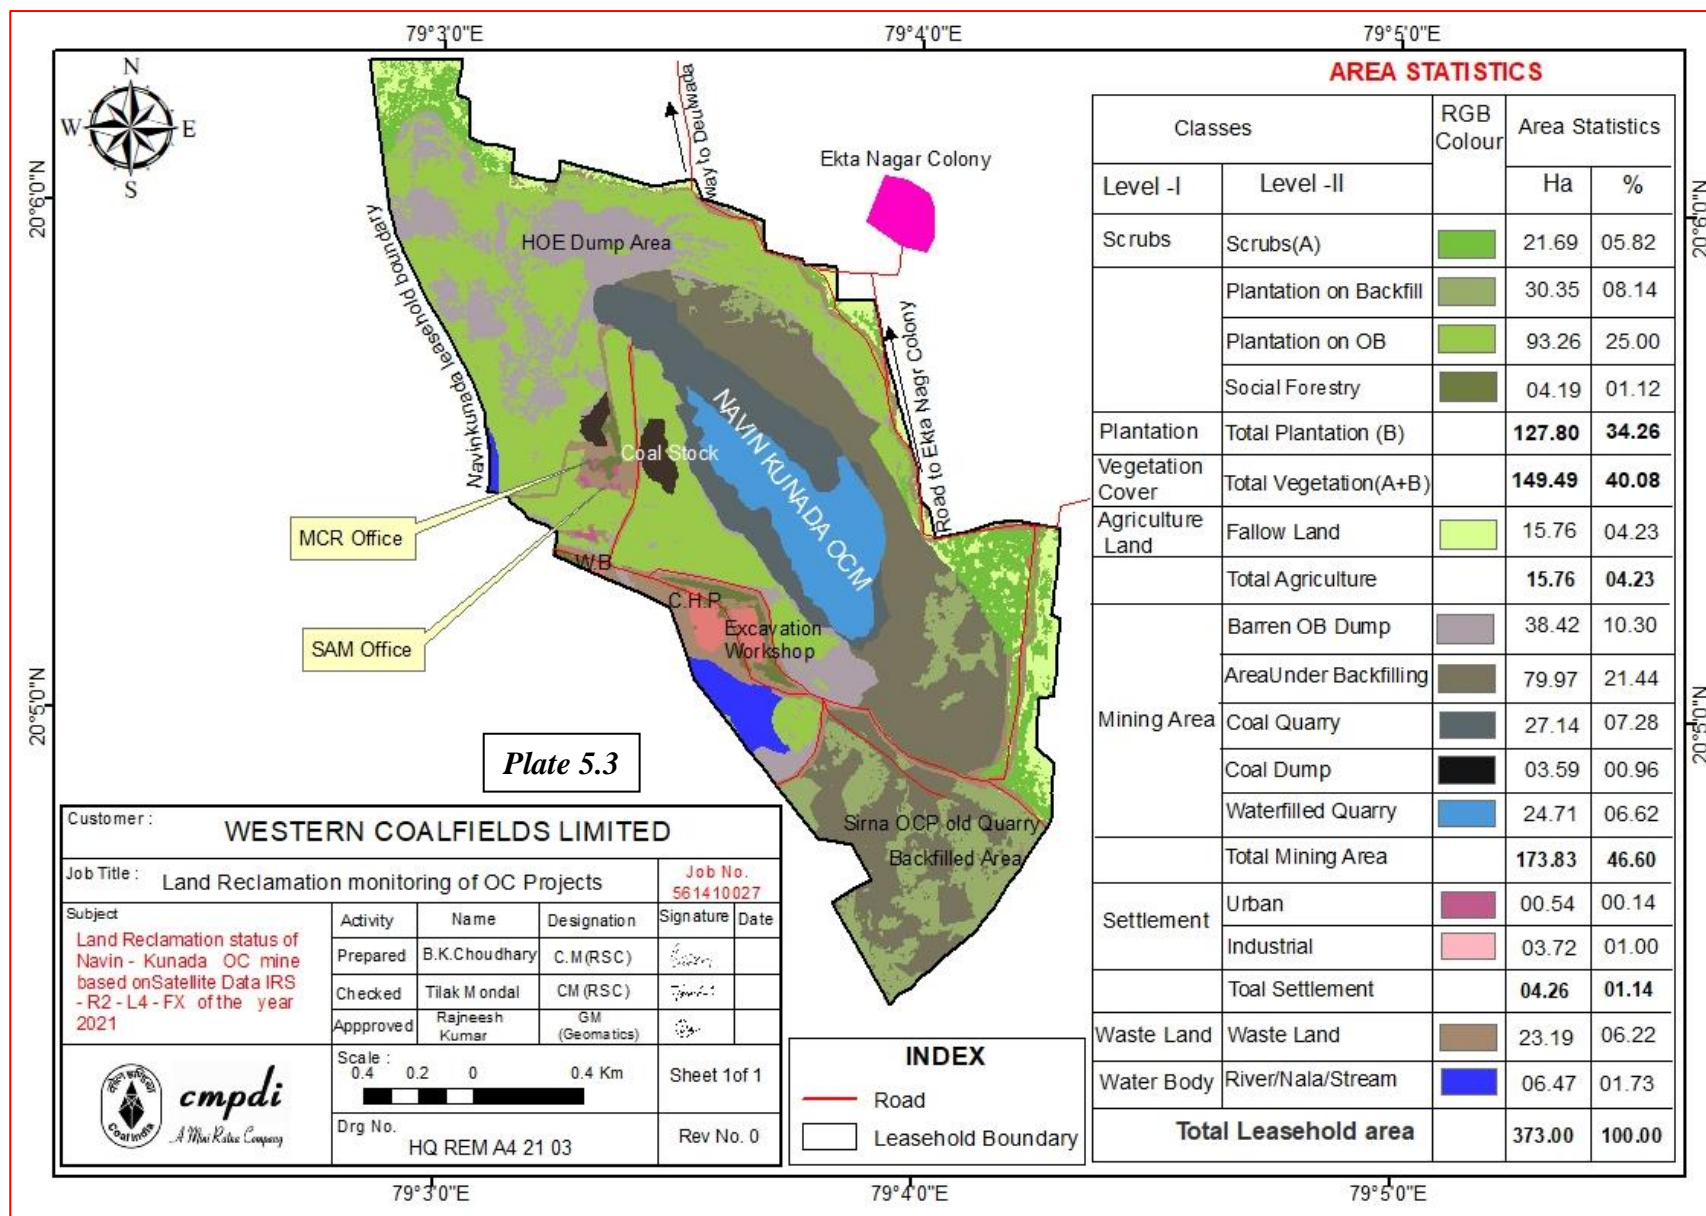 79°3'0"E
79°4'0"E
79°5'0"E
N
W
E
S
20°6'0"N
20°6'0"N
20°5'0"N
20°5'0"N
way to Deuwada
Ekta Nagar Colony
HOE Dump Area
Navinkunada leasehold boundary
Road to Ekta Nagr Colony
NAVIN KUNADA OCM
Coal Stock
MCR Office
SAM Office
W.B
C.H.P
Excavation
Workshop
Sirna OCP old Quarry
Backfilled Area
Plate 5.3
AREA STATISTICS
Classes RGB Colour Area Statistics
Level -I Level -II Ha %
Scrubs Scrubs(A) 21.69 05.82
Plantation on Backfill 30.35 08.14
Plantation on OB 93.26 25.00
Social Forestry 04.19 01.12
Plantation Total Plantation (B) 127.80 34.26
Vegetation Cover Total Vegetation(A+B) 149.49 40.08
Agriculture Land Fallow Land 15.76 04.23
Total Agriculture 15.76 04.23
Mining Area
Barren OB Dump 38.42 10.30
AreaUnder Backfilling 79.97 21.44
Coal Quarry 27.14 07.28
Coal Dump 03.59 00.96
Waterfilled Quarry 24.71 06.62
Total Mining Area 173.83 46.60
Settlement
Urban 00.54 00.14
Industrial 03.72 01.00
Toal Settlement 04.26 01.14
Waste Land Waste Land 23.19 06.22
Water Body River/Nala/Stream 06.47 01.73
Total Leasehold area 373.00 100.00
Customer : WESTERN COALFIELDS LIMITED
Job Title : Land Reclamation monitoring of OC Projects
Job No.
561410027
Subject
Land Reclamation status of
Navin - Kunada OC mine
based onSatellite Data IRS
- R2 - L4 - FX of the year
2021
Activity Name Designation Signature Date
Prepared B.K.Choudhary C.M(RSC)
Checked Tilak Mondal CM (RSC)
Appproved Rajneesh Kumar GM (Geomatics)
Coal India
cmpdi
A Mini Ratna Company
Scale :
0.4 0.2 0 0.4 Km
Sheet 1of 1
Drg No.
HQ REM A4 21 03
Rev No. 0
INDEX
Road
Leasehold Boundary
79°3'0"E
79°4'0"E
79°5'0"E